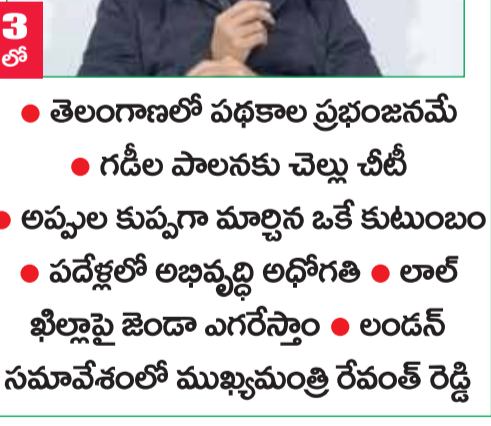 3
లో
● తెలంగాణలో పథకాల ప్రభంజనమే
● గడీల పాలనకు చెల్లు చీటీ
● అప్పుల కుప్పగా మార్చిన ఒకే కుటుంబం
● పదేళ్లలో అభివృద్ధి అధోగతి ● లాల్
ఖిల్లాపై జెండా ఎగరేస్తాం ● లండన్
సమావేశంలో ముఖ్యమంత్రి రేవంత్ రెడ్డి